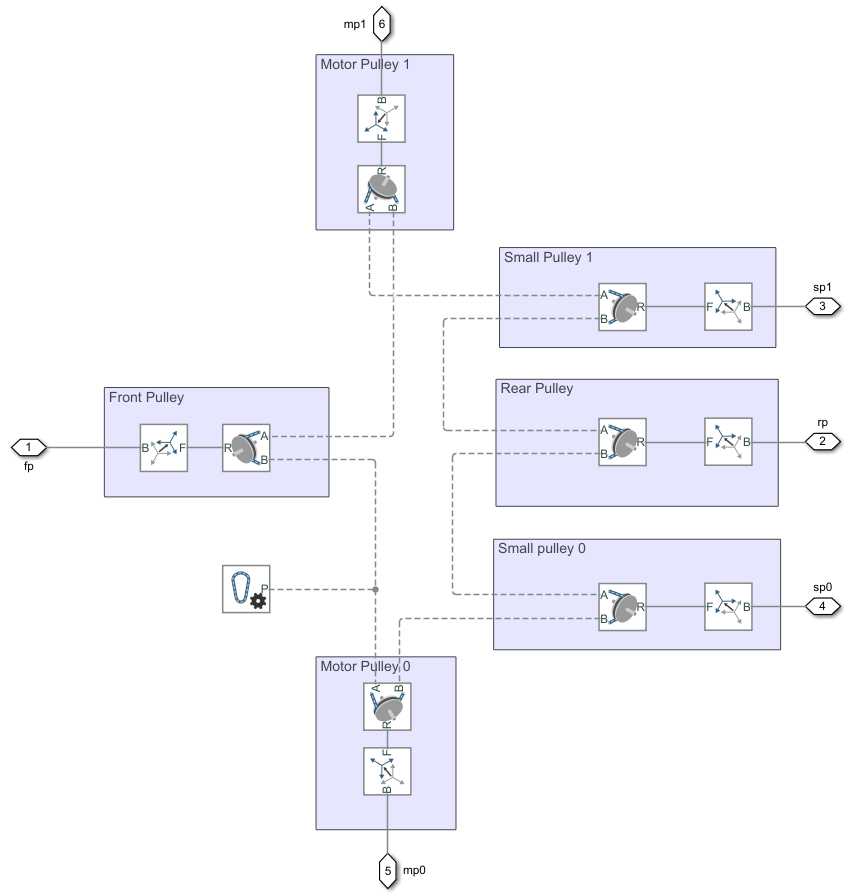 mp1
6
Motor Pulley 1
B
F
R
A
B
Small Pulley 1
A
B
R
F
B
sp1
3
Front Pulley
1
fp
B
F
R
A
B
Rear Pulley
A
B
R
F
B
rp
2
P
Small pulley 0
A
B
R
F
B
sp0
4
Motor Pulley 0
A
B
R
F
B
5
mp0